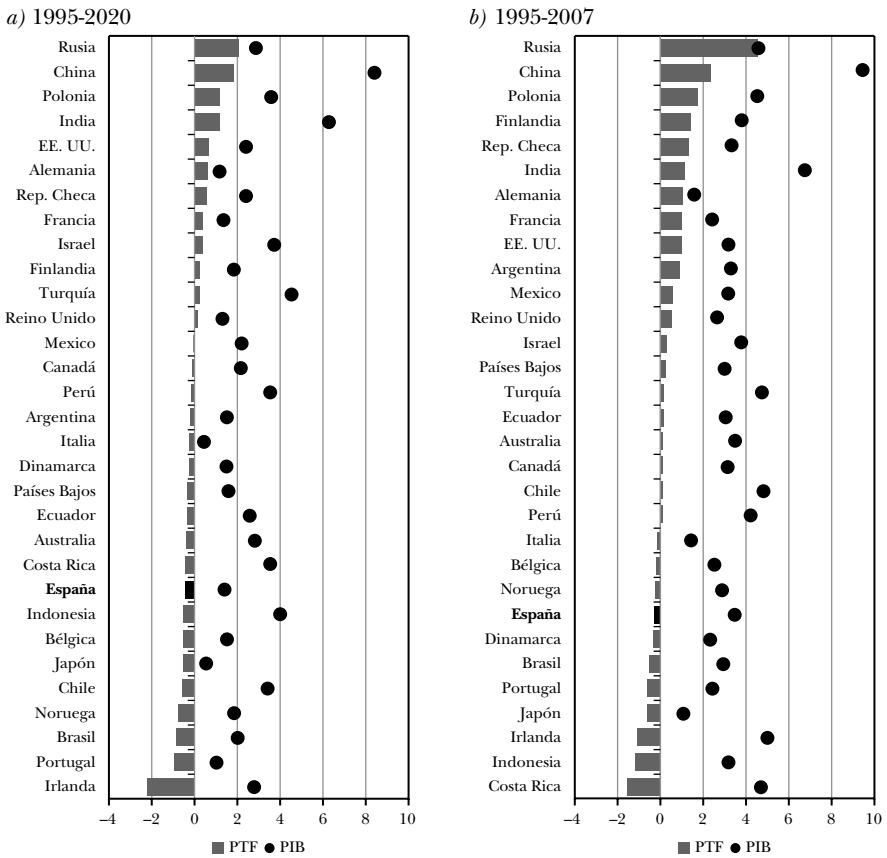 a) 1995-2020
Rusia
China
Polonia
India
EE. UU.
Alemania
Rep. Checa
Francia
Israel
Finlandia
Turquía
Reino Unido
Mexico
Canadá
Perú
Argentina
Italia
Dinamarca
Países Bajos
Ecuador
Australia
Costa Rica
España
Indonesia
Bélgica
Japón
Chile
Noruega
Brasil
Portugal
Irlanda
–4 –2 0 2 4 6 8 10
PTF PIB
b) 1995-2007
Rusia
China
Polonia
Finlandia
Rep. Checa
India
Alemania
Francia
EE. UU.
Argentina
Mexico
Reino Unido
Israel
Países Bajos
Turquía
Ecuador
Australia
Canadá
Chile
Perú
Italia
Bélgica
Noruega
España
Dinamarca
Brasil
Portugal
Japón
Irlanda
Indonesia
Costa Rica
–4 –2 0 2 4 6 8 10
PTF PIB